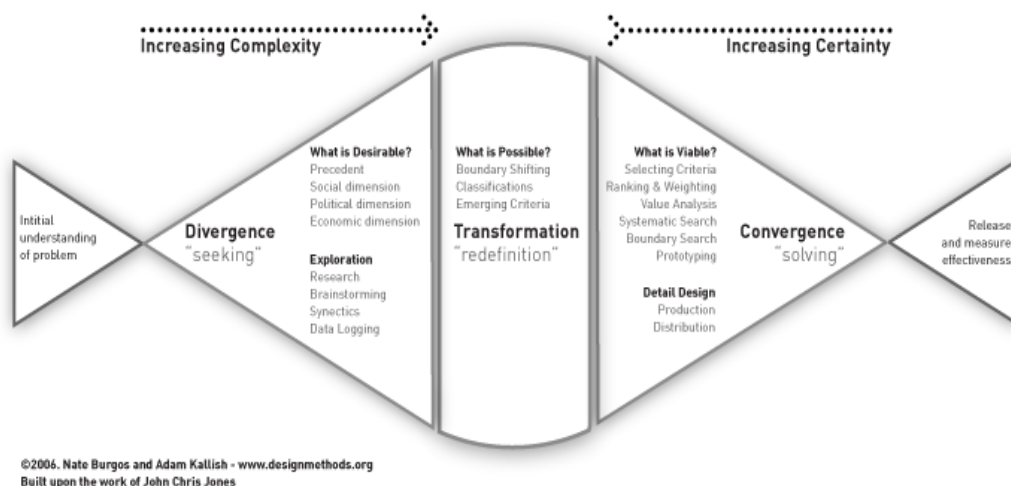 Increasing Complexity
Increasing Certainty
Intitial
understanding
of problem
Divergence
"seeking"
What is Desirable?
Precedent
Social dimension
Political dimension
Economic dimension
Exploration
Research
Brainstorming
Synectics
Data Logging
What is Possible?
Boundary Shifting
Classifications
Emerging Criteria
Transformation
"redefinition"
What is Viable?
Selecting Criteria
Ranking & Weighting
Value Analysis
Systematic Search
Boundary Search
Prototyping
Detail Design
Production
Distribution
Convergence
"solving"
Release
and measure
effectiveness
©2006. Nate Burgos and Adam Kallish - www.designmethods.org
Built upon the work of John Chris Jones